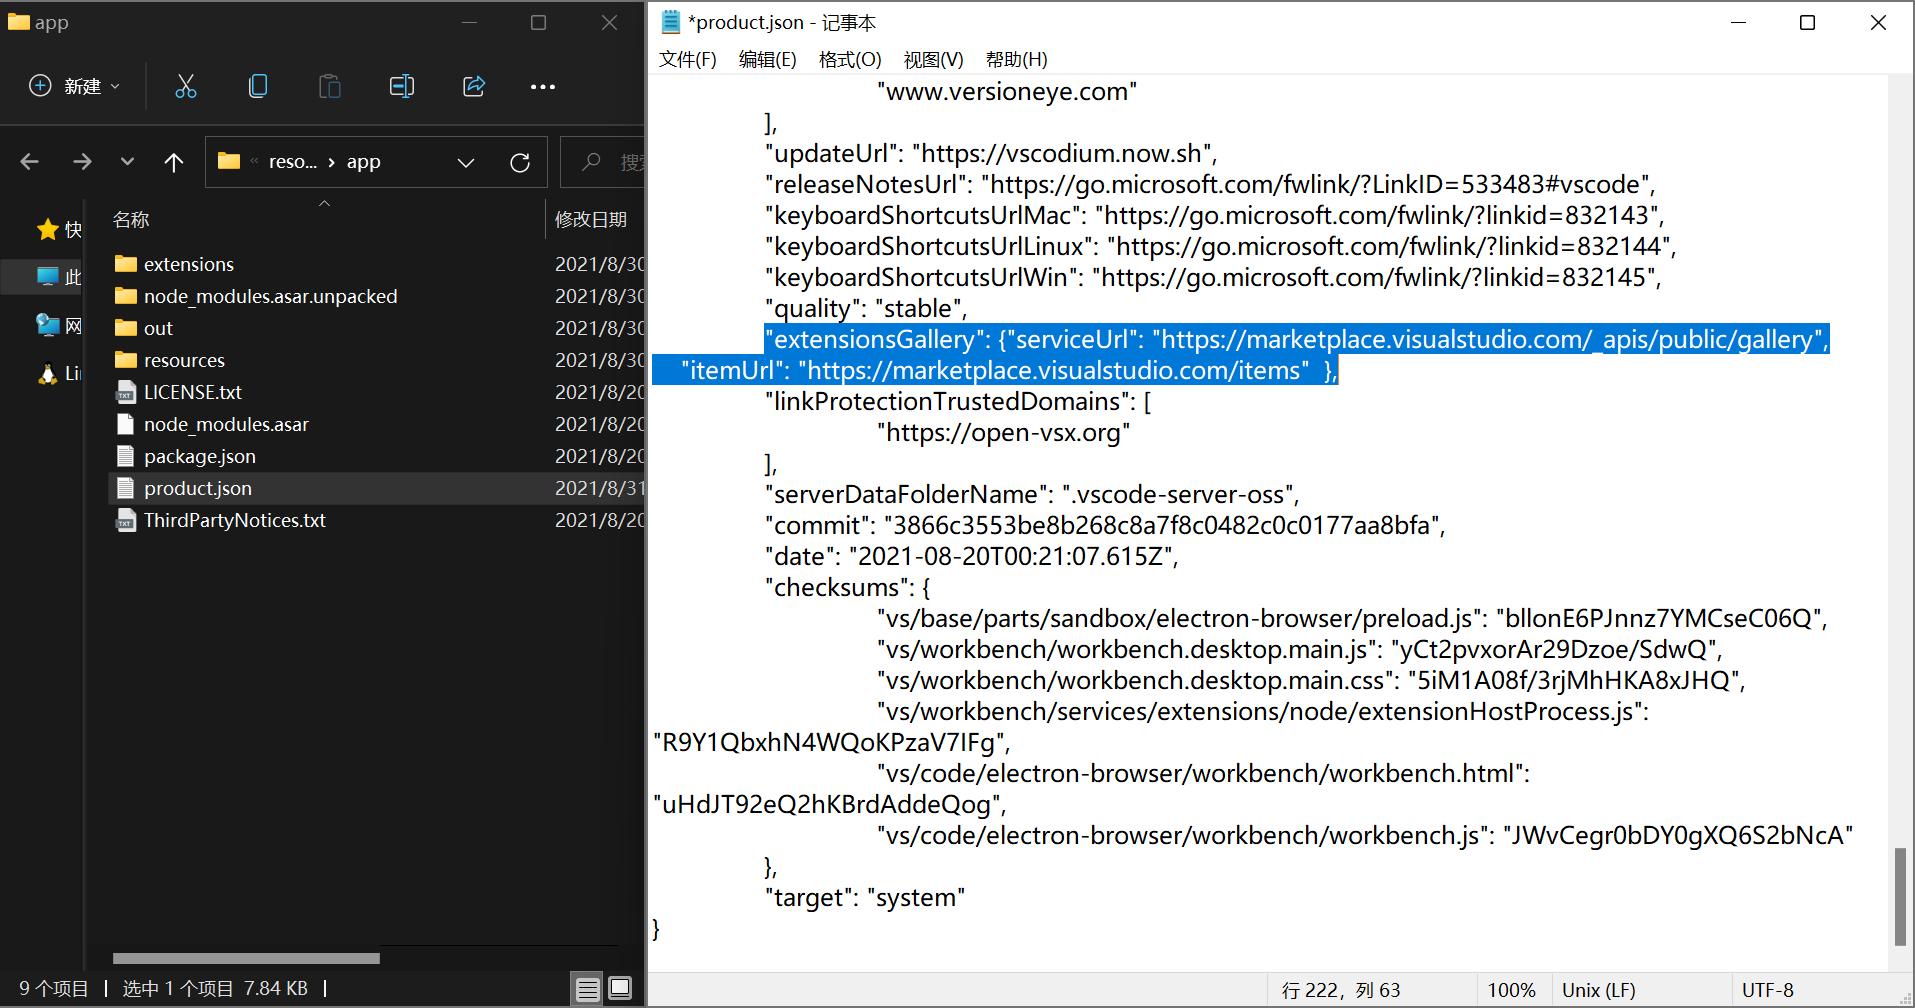 app
新建
reso... › app
搜索
名称
修改日期
快
此
网
Li
extensions 2021/8/30
node_modules.asar.unpacked 2021/8/30
out 2021/8/30
resources 2021/8/30
LICENSE.txt 2021/8/20
node_modules.asar 2021/8/20
package.json 2021/8/20
product.json 2021/8/31
ThirdPartyNotices.txt 2021/8/20
9 个项目 | 选中 1 个项目 7.84 KB |
*product.json - 记事本
文件(F) 编辑(E) 格式(O) 视图(V) 帮助(H)
"www.versioneye.com"
],
"updateUrl": "https://vscodium.now.sh",
"releaseNotesUrl": "https://go.microsoft.com/fwlink/?LinkID=533483#vscode",
"keyboardShortcutsUrlMac": "https://go.microsoft.com/fwlink/?linkid=832143",
"keyboardShortcutsUrlLinux": "https://go.microsoft.com/fwlink/?linkid=832144",
"keyboardShortcutsUrlWin": "https://go.microsoft.com/fwlink/?linkid=832145",
"quality": "stable",
"extensionsGallery": {"serviceUrl": "https://marketplace.visualstudio.com/_apis/public/gallery",
"itemUrl": "https://marketplace.visualstudio.com/items" },
"linkProtectionTrustedDomains": [
"https://open-vsx.org"
],
"serverDataFolderName": ".vscode-server-oss",
"commit": "3866c3553be8b268c8a7f8c0482c0c0177aa8bfa",
"date": "2021-08-20T00:21:07.615Z",
"checksums": {
"vs/base/parts/sandbox/electron-browser/preload.js": "bllonE6PJnnz7YMCseC06Q",
"vs/workbench/workbench.desktop.main.js": "yCt2pvxorAr29Dzoe/SdwQ",
"vs/workbench/workbench.desktop.main.css": "5iM1A08f/3rjMhHKA8xJHQ",
"vs/workbench/services/extensions/node/extensionHostProcess.js":
"R9Y1QbxhN4WQoKPzaV7IFg",
"vs/code/electron-browser/workbench/workbench.html":
"uHdJT92eQ2hKBrdAddeQog",
"vs/code/electron-browser/workbench/workbench.js": "JWvCegr0bDY0gXQ6S2bNcA"
},
"target": "system"
}
行 222，列 63 100% Unix (LF) UTF-8